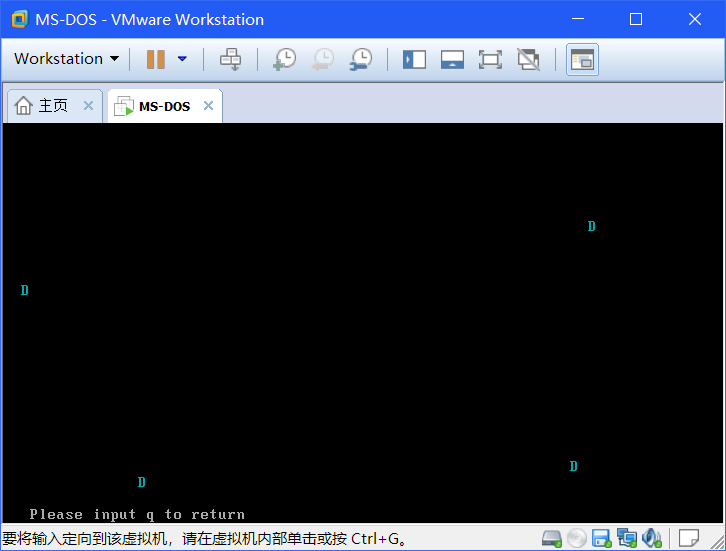 MS-DOS - VMware Workstation
Workstation
主页
MS-DOS
D
D
D
D
Please input q to return
要将输入定向到该虚拟机，请在虚拟机内部单击或按 Ctrl+G。